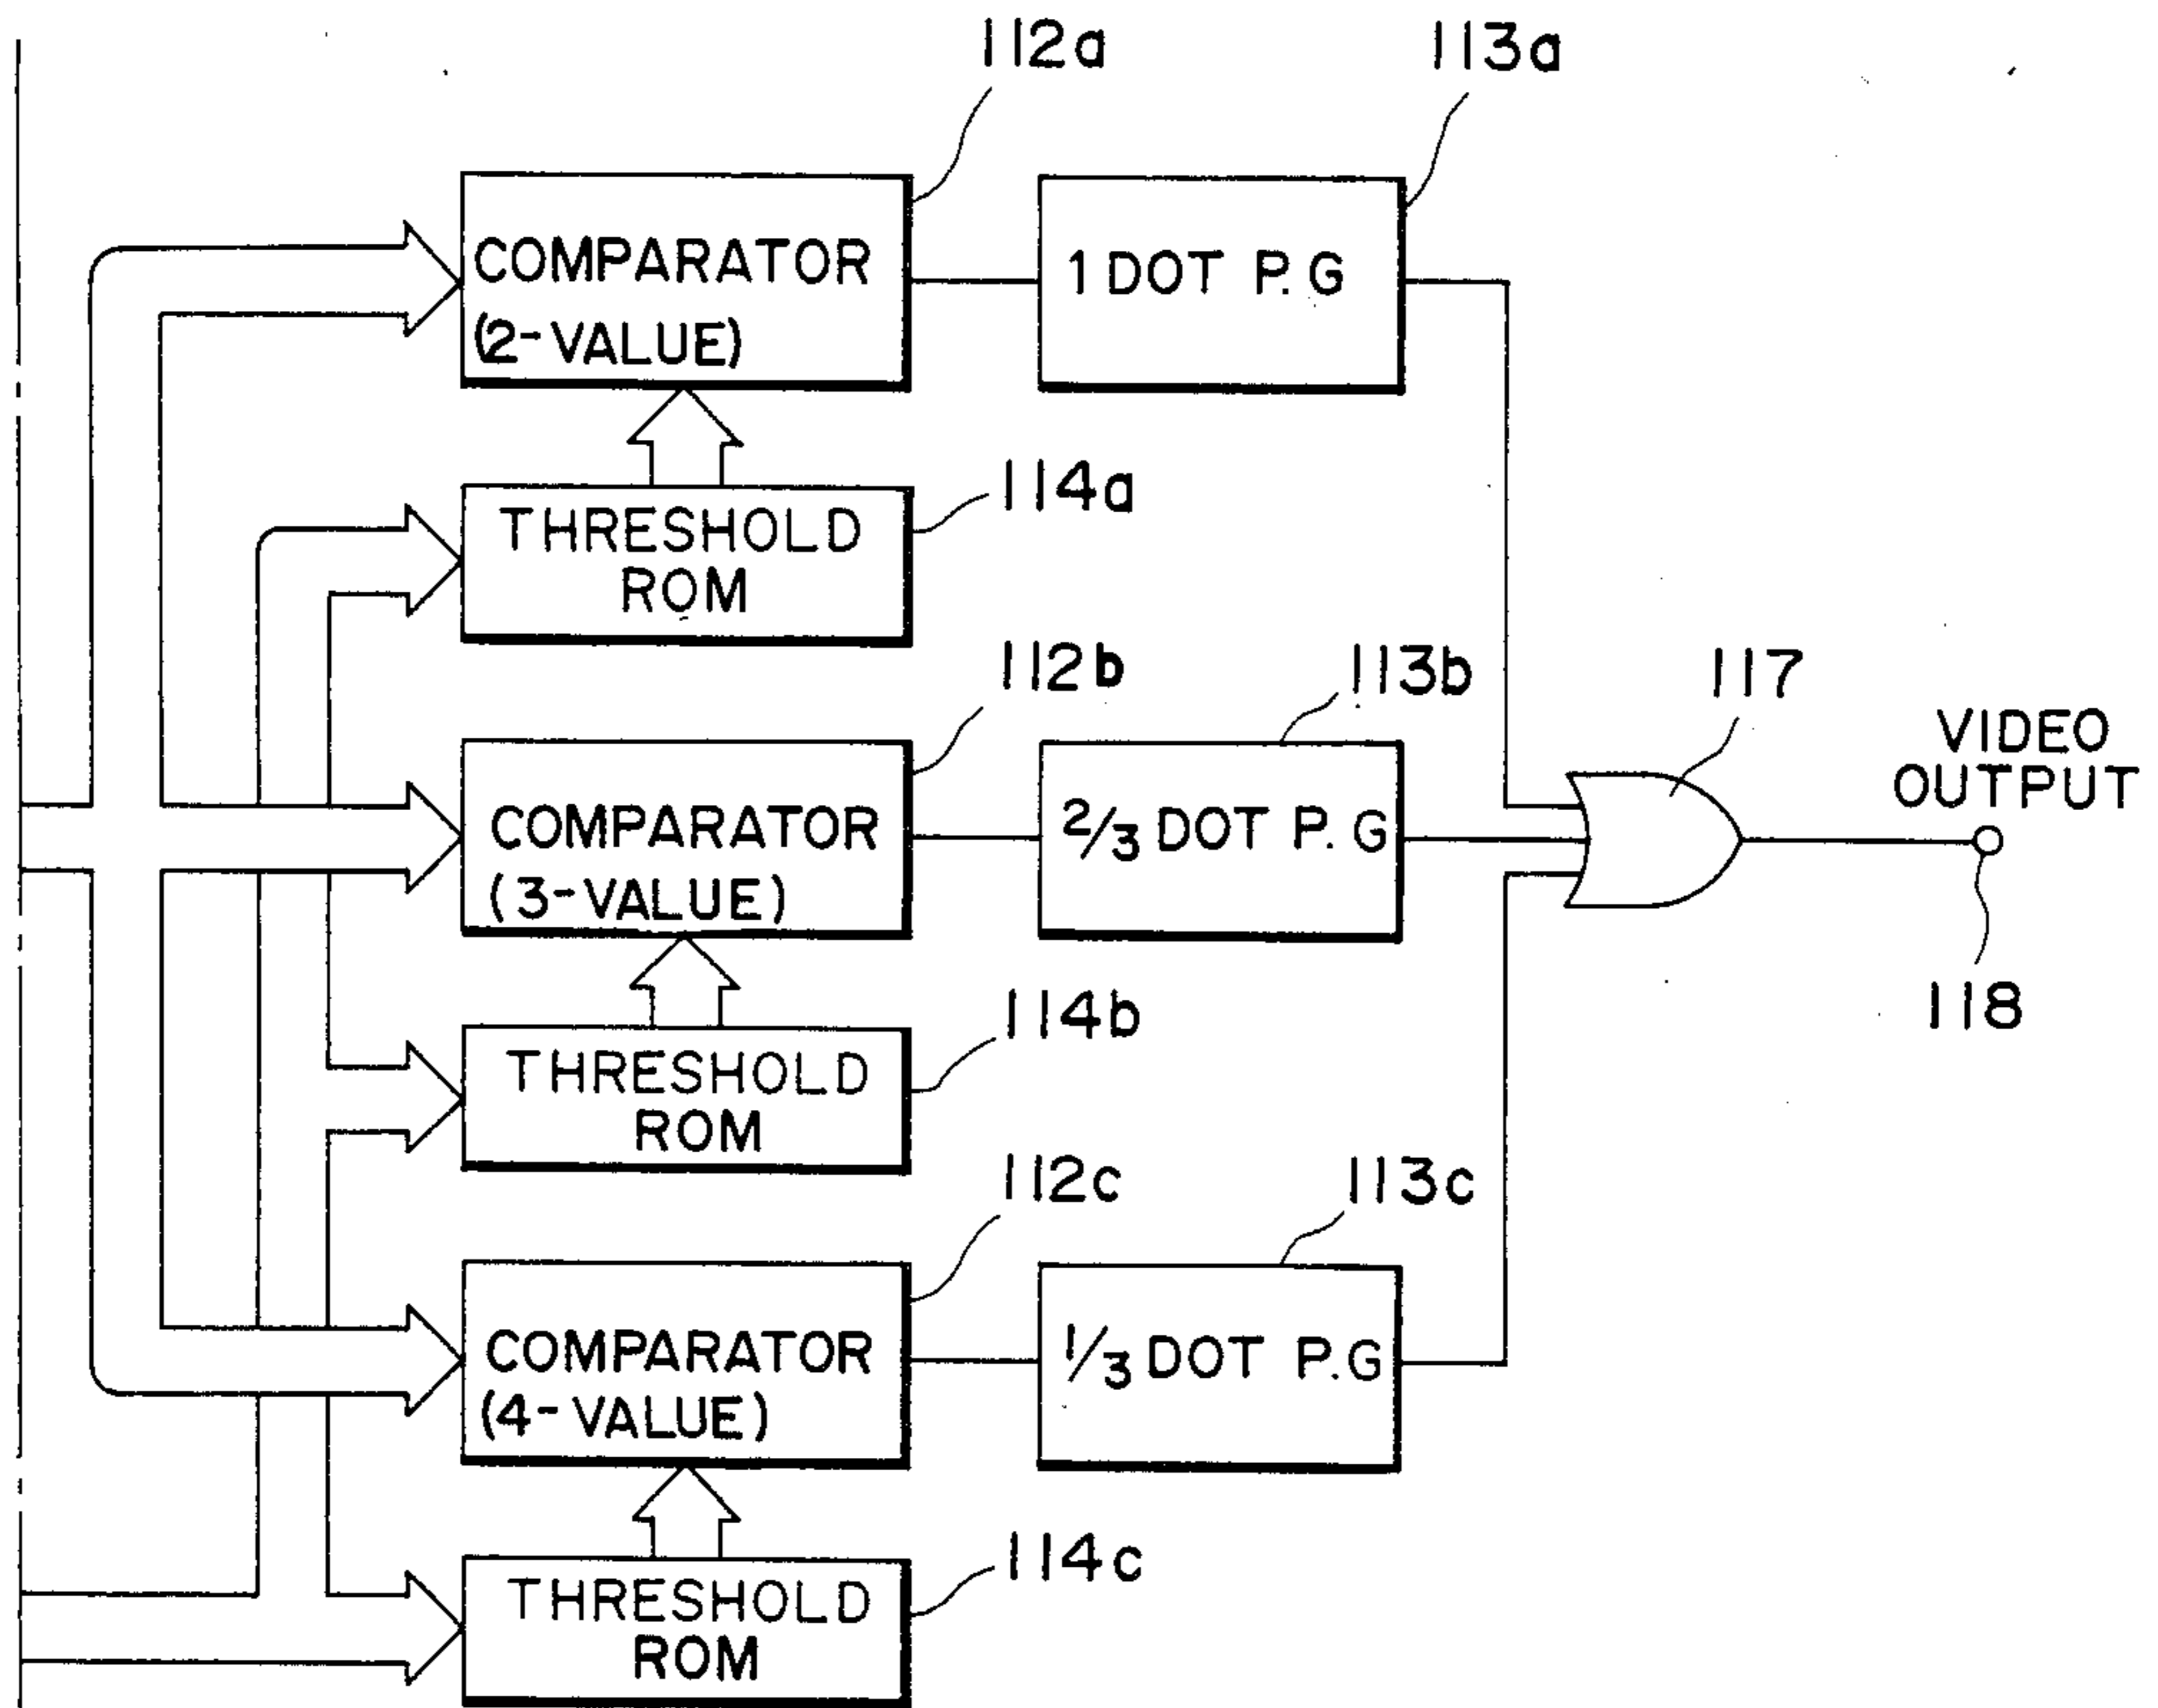 112a
113a
COMPARATOR
(2-VALUE)
1 DOT P.G
114a
THRESHOLD
ROM
112b
113b
117
VIDEO
OUTPUT
COMPARATOR
(3-VALUE)
2/3 DOT P.G
118
114b
THRESHOLD
ROM
112c
113c
COMPARATOR
(4-VALUE)
1/3 DOT P.G
114c
THRESHOLD
ROM